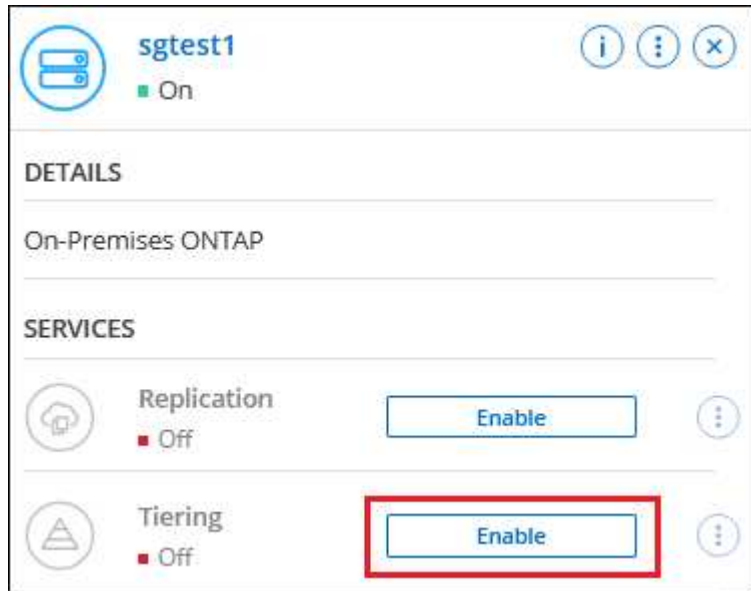 sgtest1
On
DETAILS
On-Premises ONTAP
SERVICES
Replication
Off
Enable
Tiering
Off
Enable